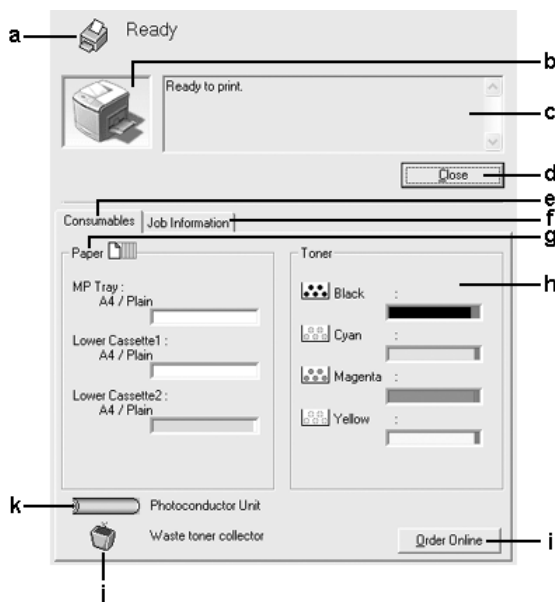 a
Ready
b
Ready to print.
c
Close
d
e
Consumables
Job Information
f
g
Paper
Toner
h
MP Tray :
A4 / Plain
Lower Cassette1 :
A4 / Plain
Lower Cassette2 :
A4 / Plain
Black :
Cyan :
Magenta :
Yellow :
k
Photoconductor Unit
Waste toner collector
Order Online
i
j